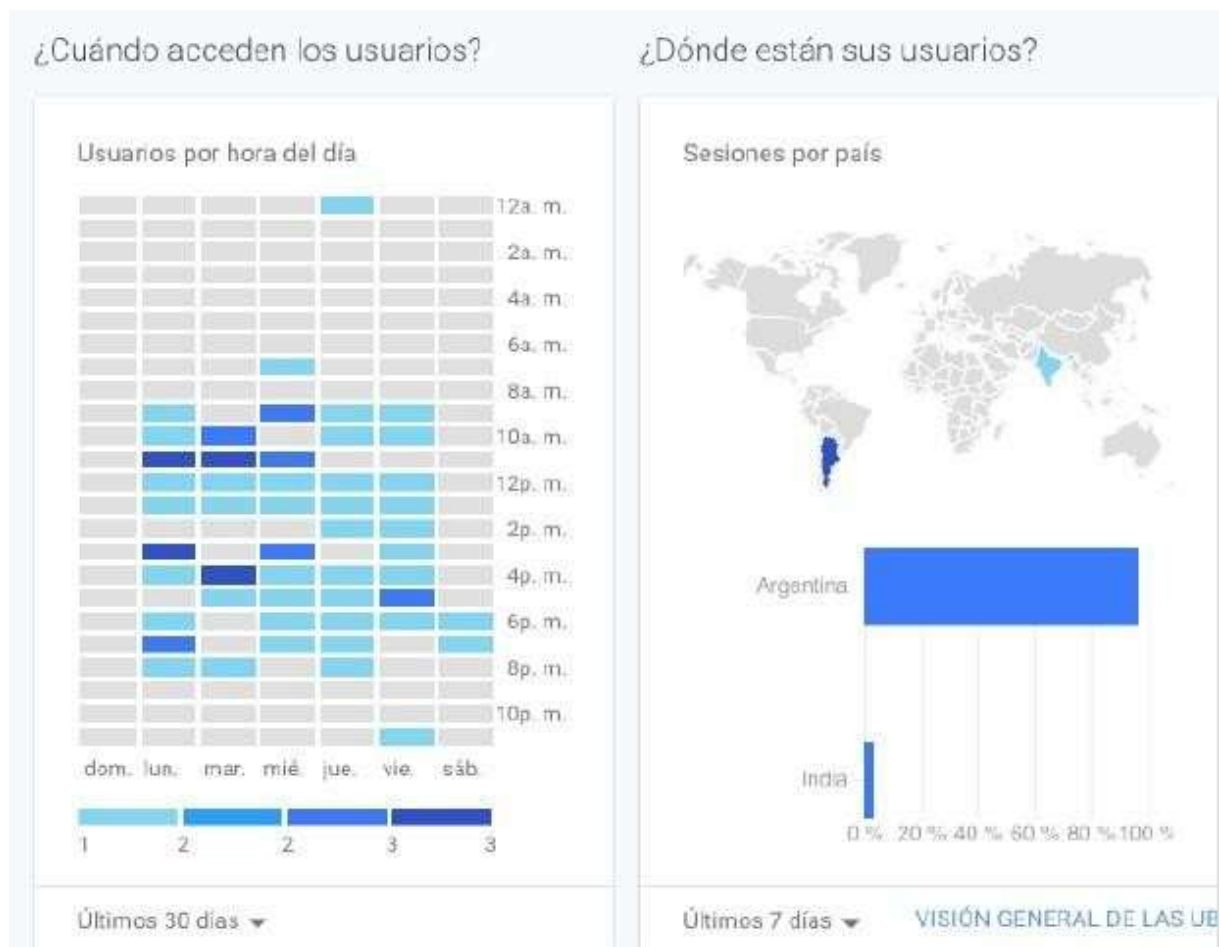 ¿Cuándo acceden los usuarios?
Usuarios por hora del día
12a. m.
2a. m.
4a. m.
6a. m.
8a. m.
10a. m.
12p. m.
2p. m.
4p. m.
6p. m.
8p. m.
10p. m.
dom. lun. mar. mié. jue. vie. sáb.
1 2 2 3 3
Últimos 30 días
¿Dónde están sus usuarios?
Sesiones por país
Argentina
India
0 % 20 % 40 % 60 % 80 % 100 %
Últimos 7 días VISIÓN GENERAL DE LAS UB